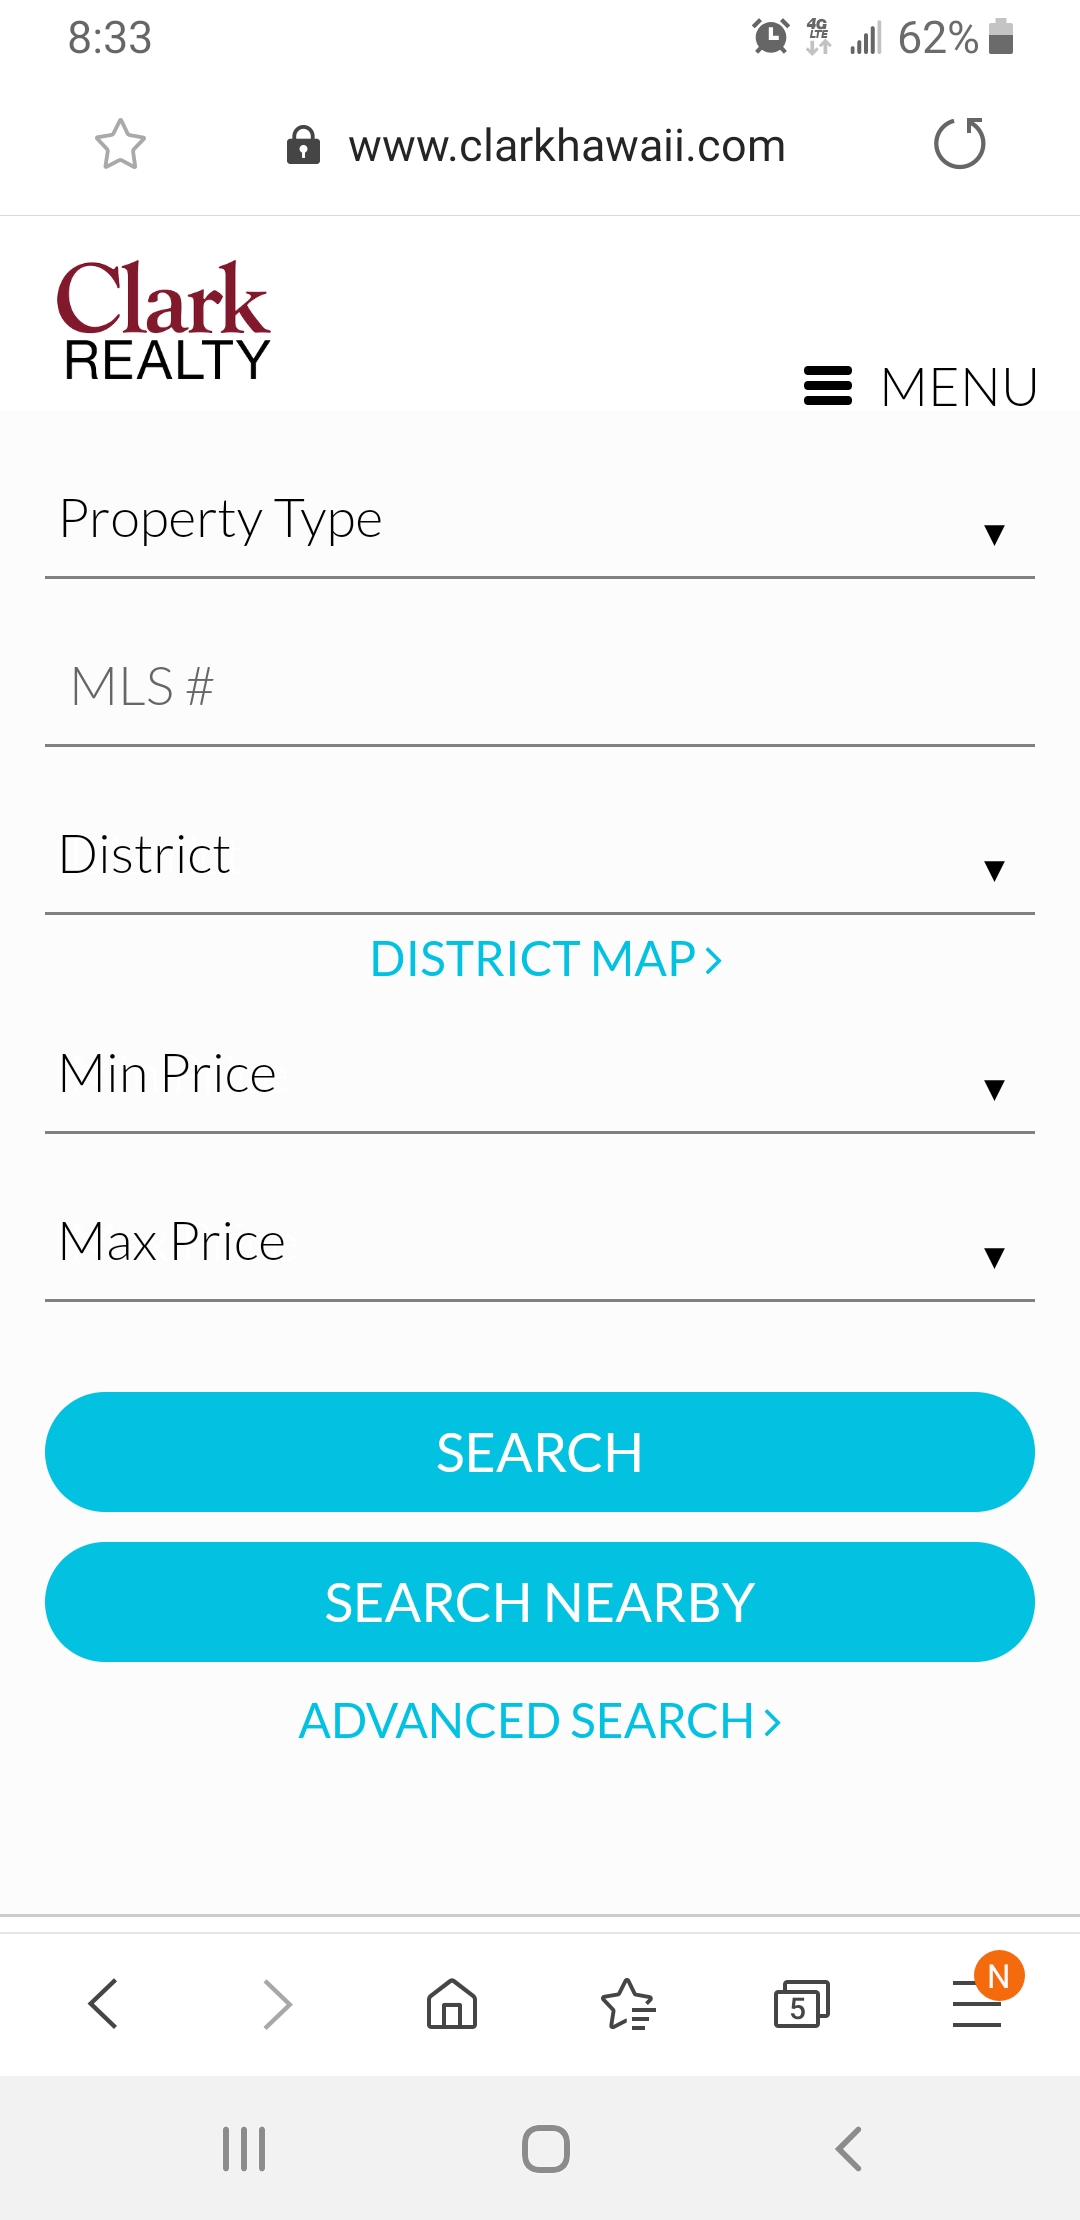 8:33 4G LTE 62%
www.clarkhawaii.com
Clark
REALTY
MENU
Property Type
MLS #
District
DISTRICT MAP
Min Price
Max Price
SEARCH
SEARCH NEARBY
ADVANCED SEARCH
5 N